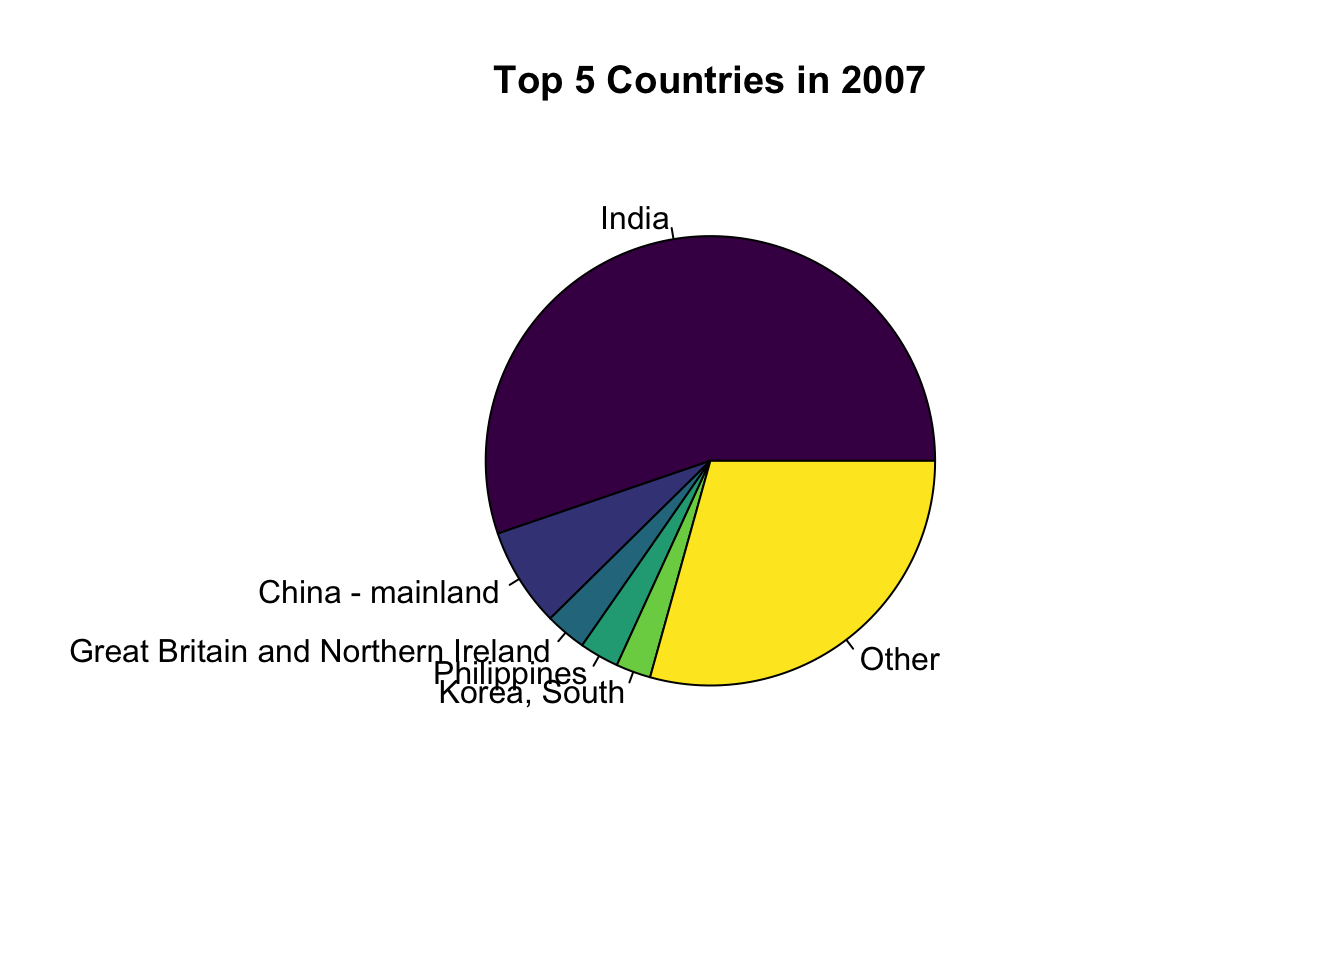 Top 5 Countries in 2007
India
China - mainland
Great Britain and Northern Ireland
Philippines
Korea, South
Other